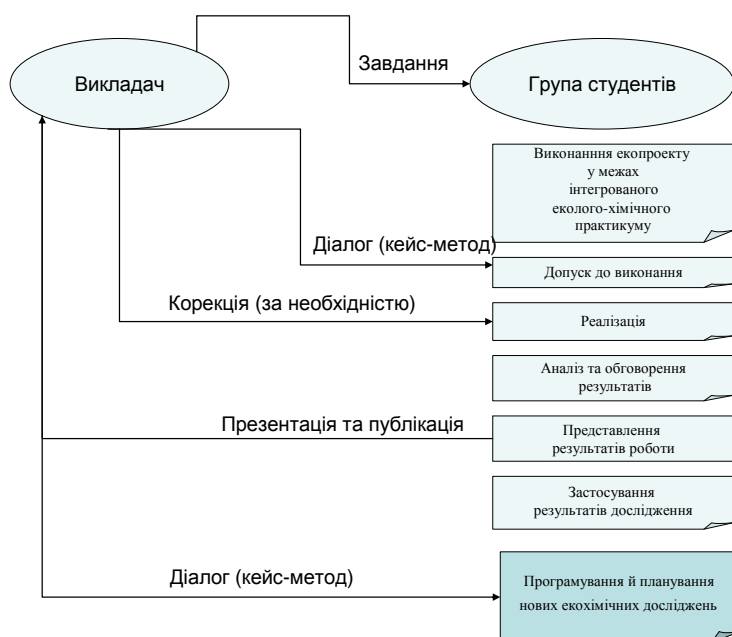 Завдання
Викладач
Група студентів
Виконанння екопроекту
у межах
інтегрованого
еколого-хімічного
практикуму
Діалог (кейс-метод)
Допуск до виконання
Корекція (за необхідністю)
Реалізація
Аналіз та обговорення
результатів
Презентація та публікація
Представлення
результатів роботи
Застосування
результатів дослідження
Діалог (кейс-метод)
Програмування й планування
нових екохімічних досліджень